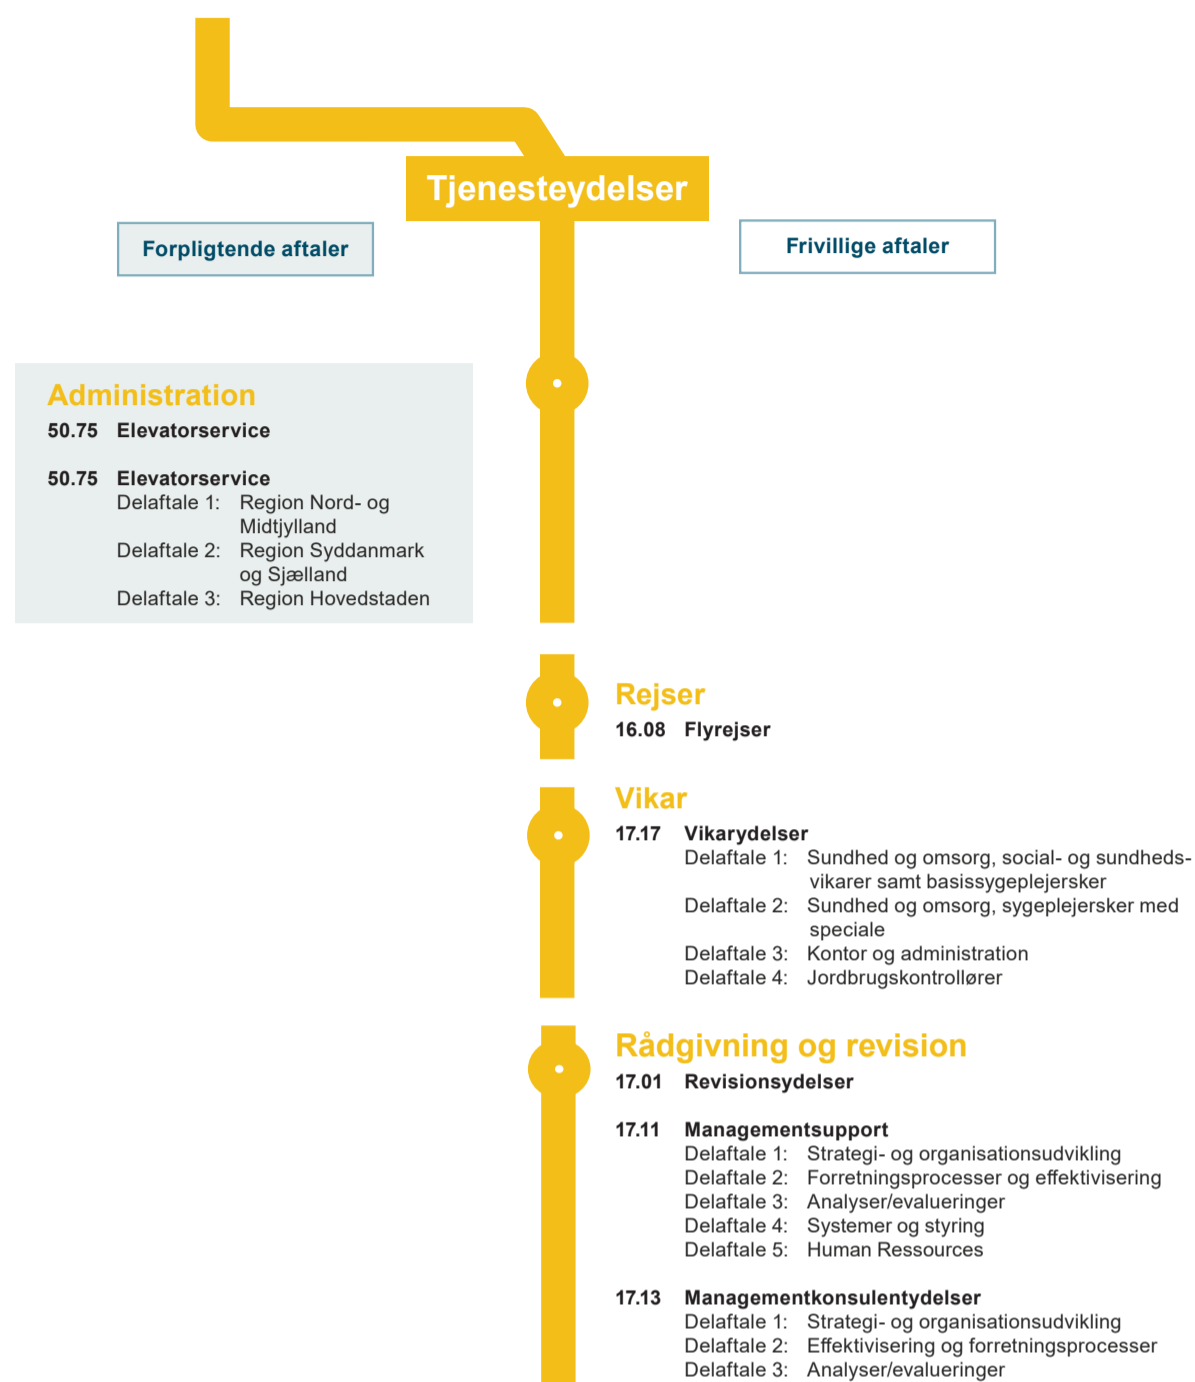 Tjenesteydelser
Forpligtende aftaler
Frivillige aftaler
Administration
50.75 Elevatorservice
50.75 Elevatorservice
Delaftale 1: Region Nord- og
Midtjylland
Delaftale 2: Region Syddanmark
og Sjælland
Delaftale 3: Region Hovedstaden
Rejser
16.08 Flyrejser
Vikar
17.17 Vikarydelser
Delaftale 1: Sundhed og omsorg, social- og sundheds-
vikarer samt basissygeplejersker
Delaftale 2: Sundhed og omsorg, sygeplejersker med
speciale
Delaftale 3: Kontor og administration
Delaftale 4: Jordbrugskontrollører
Rådgivning og revision
17.01 Revisionsydelser
17.11 Managementsupport
Delaftale 1: Strategi- og organisationsudvikling
Delaftale 2: Forretningsprocesser og effektivisering
Delaftale 3: Analyser/evalueringer
Delaftale 4: Systemer og styring
Delaftale 5: Human Ressources
17.13 Managementkonsulentydelser
Delaftale 1: Strategi- og organisationsudvikling
Delaftale 2: Effektivisering og forretningsprocesser
Delaftale 3: Analyser/evalueringer